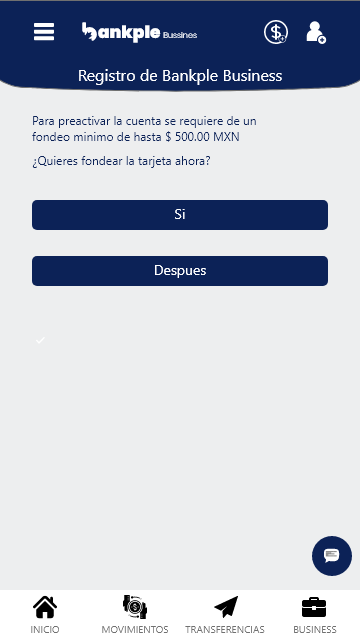 bankple Bussines
Registro de Bankple Business
Para preactivar la cuenta se requiere de un
fondeo minimo de hasta $ 500.00 MXN
¿Quieres fondear la tarjeta ahora?
Si
Despues
INICIO
MOVIMIENTOS
TRANSFERENCIAS
BUSINESS